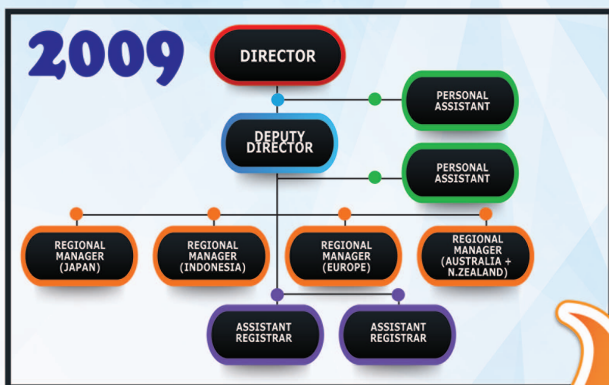 2009
DIRECTOR
PERSONAL
ASSISTANT
DEPUTY
DIRECTOR
PERSONAL
ASSISTANT
REGIONAL
MANAGER
(JAPAN)
REGIONAL
MANAGER
(INDONESIA)
REGIONAL
MANAGER
(EUROPE)
REGIONAL
MANAGER
(AUSTRALIA +
N.ZEALAND)
ASSISTANT
REGISTRAR
ASSISTANT
REGISTRAR